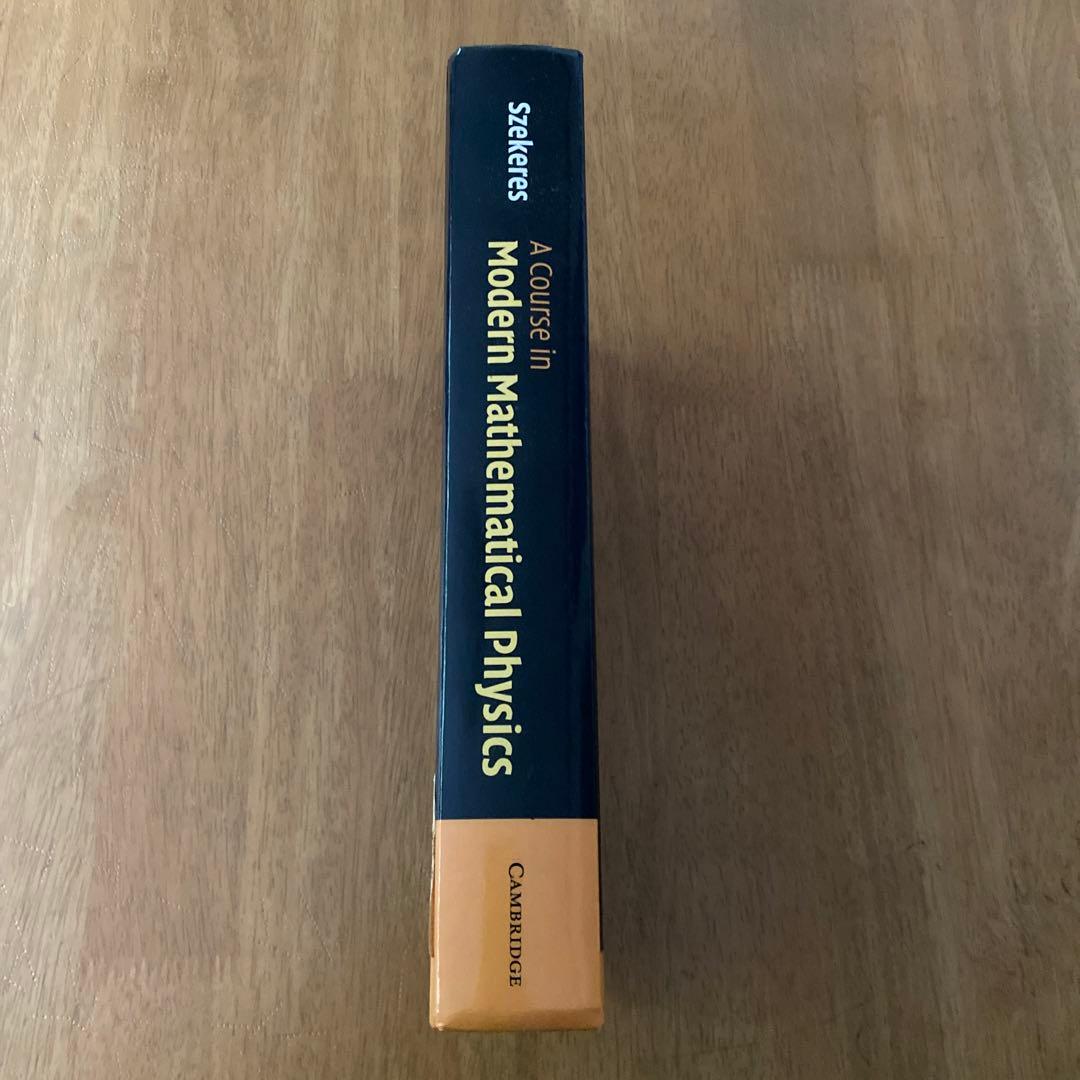 Szekeres
A Course in
Modern Mathematical Physics
CAMBRIDGE